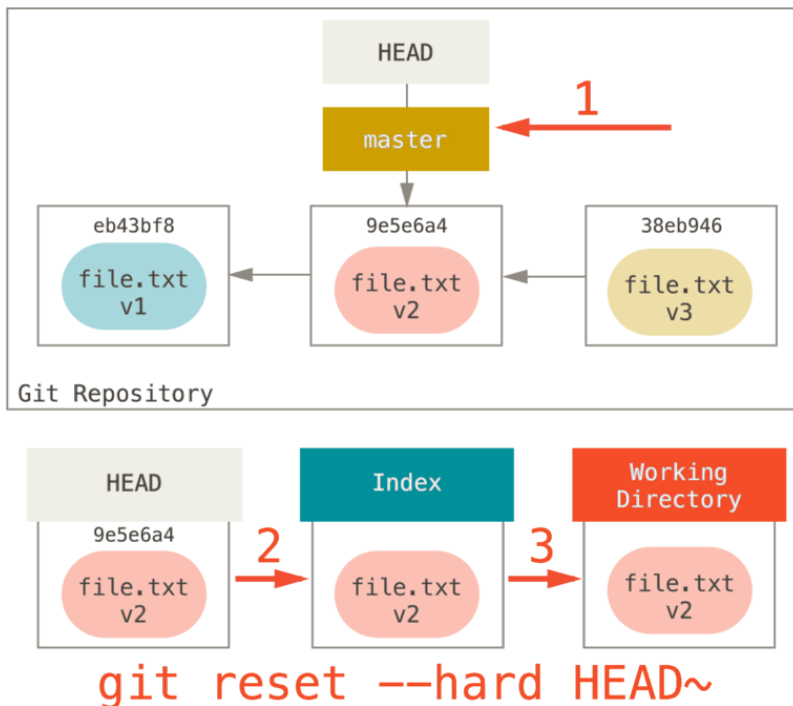 HEAD
1
master
eb43bf8
9e5e6a4
38eb946
file.txt
v1
file.txt
v2
file.txt
v3
Git Repository
HEAD
Index
Working
Directory
9e5e6a4
2
3
file.txt
v2
file.txt
v2
file.txt
v2
git reset --hard HEAD~